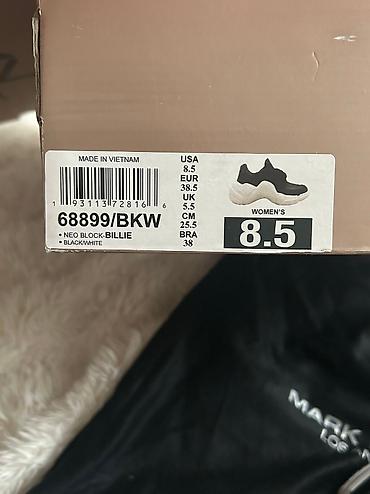 MADE IN VIETNAM
1 93113 72816 6
68899/BKW
• NEO BLOCK-BILLIE
• BLACK/WHITE
USA
8.5
EUR
38.5
UK
5.5
CM
25.5
BRA
38
WOMEN'S
8.5
MARK
LOS